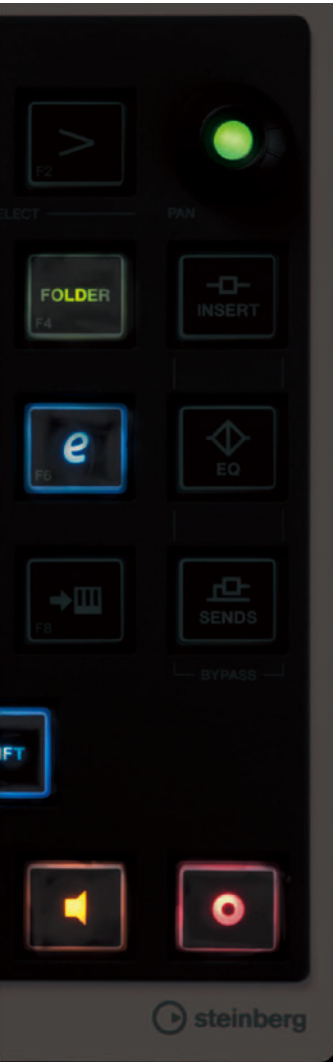 >
F2
ELECT
PAN
FOLDER
F4
INSERT
e
F6
EQ
F8
SENDS
BYPASS
IFT
steinberg